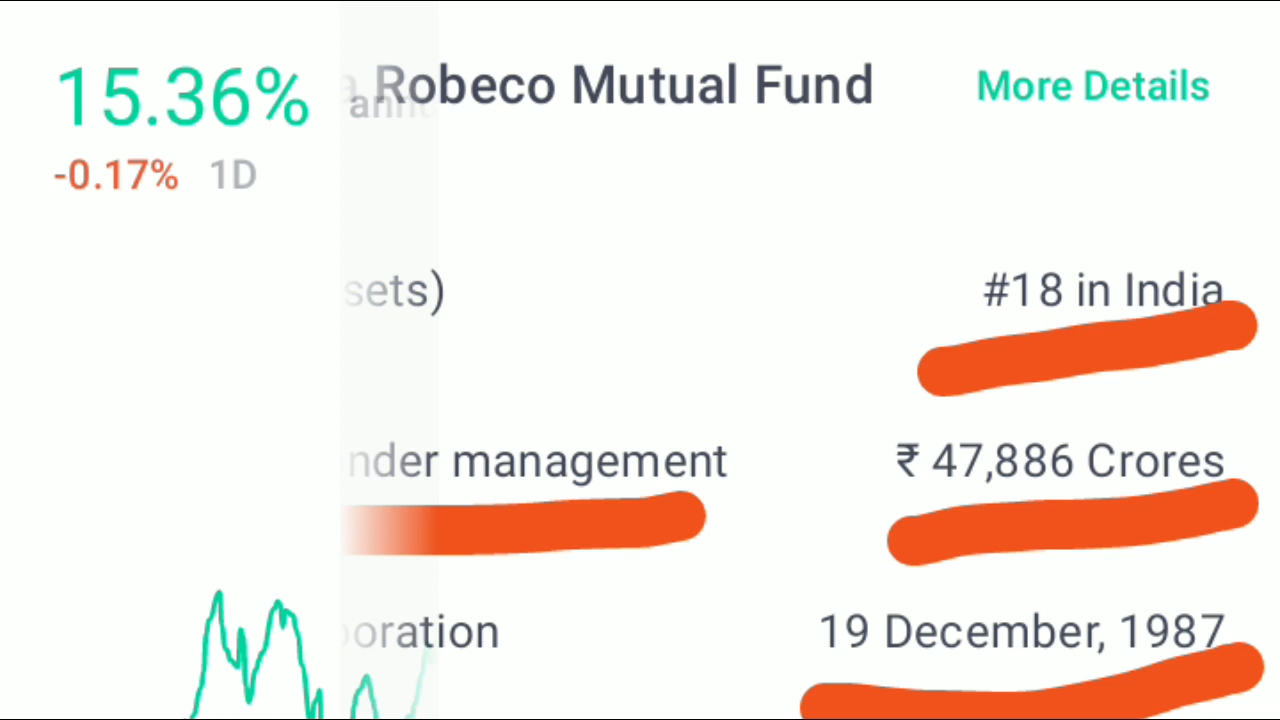 15.36%
Robeco Mutual Fund
More Details
-0.17% 1D
sets)
#18 in India
nder management
₹ 47,886 Crores
oration
19 December, 1987